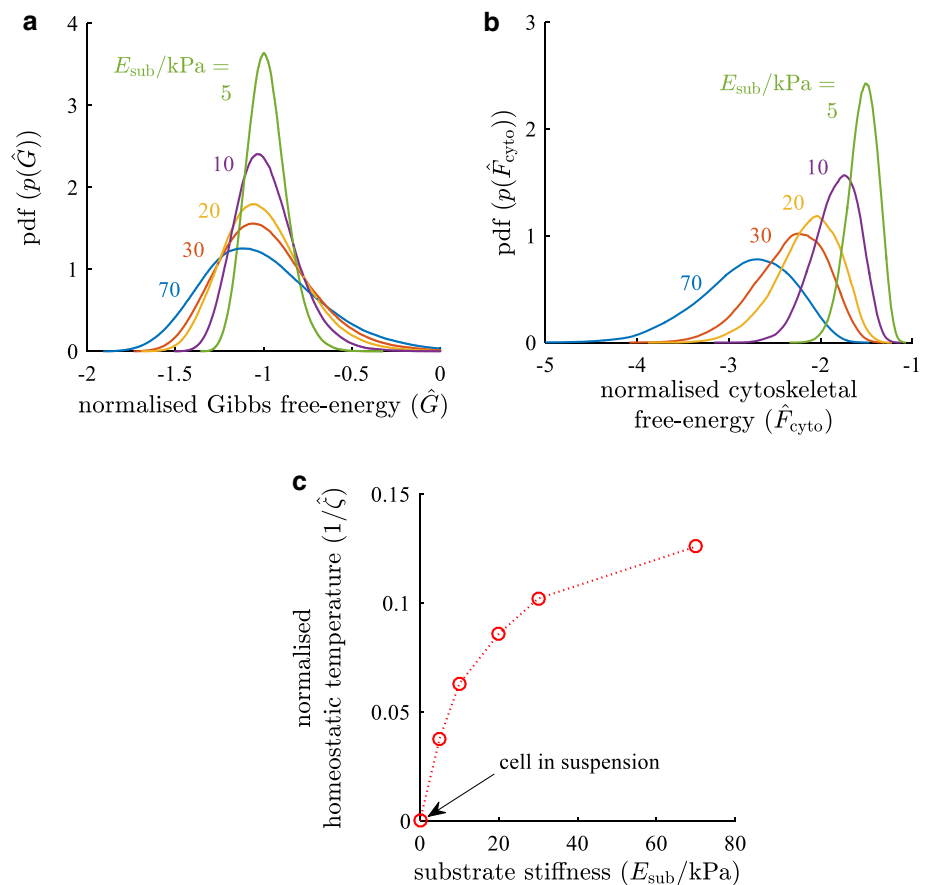 a
4
3
2
1
0
pdf (p(Ĝ))
E_sub/kPa =
5
10
20
30
70
-2 -1.5 -1 -0.5 0
normalised Gibbs free-energy (Ĝ)
b
3
2
1
0
pdf (p(F̂_cyto))
E_sub/kPa =
5
10
20
30
70
-5 -4 -3 -2 -1
normalised cytoskeletal
free-energy (F̂_cyto)
c
0.15
0.1
0.05
0
normalised
homeostatic temperature (1/ζ̂)
cell in suspension
0 20 40 60 80
substrate stiffness (E_sub/kPa)